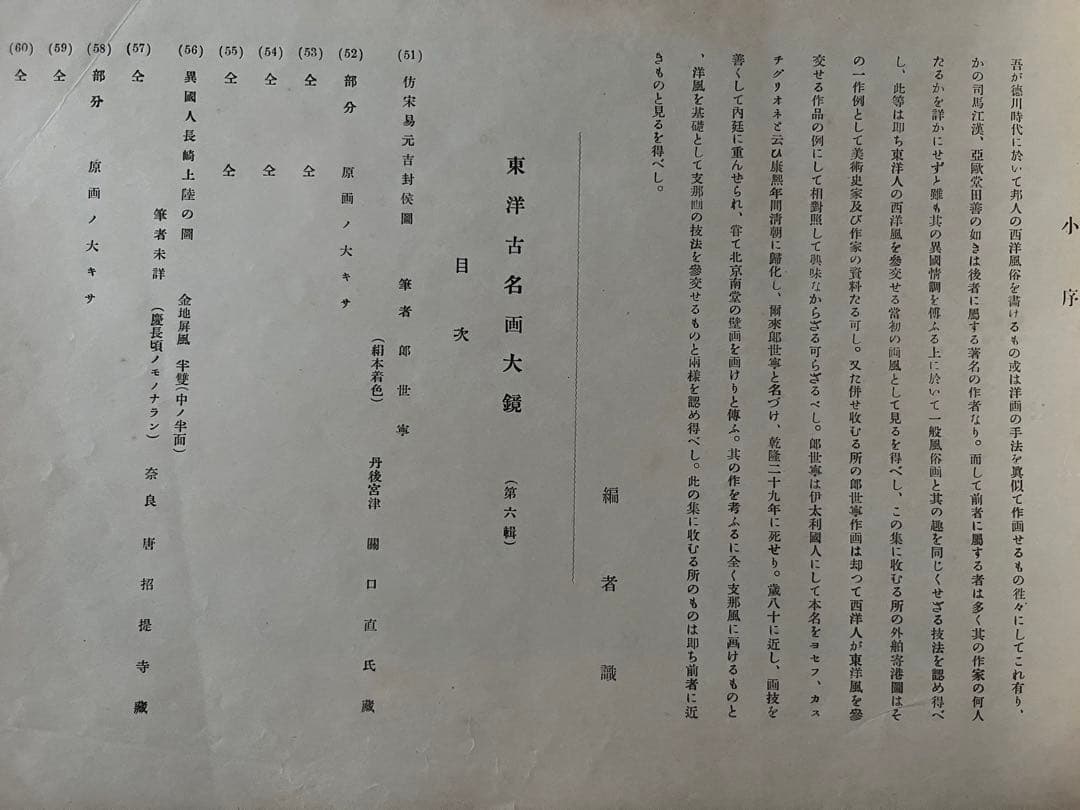 小序
吾が徳川時代に於いて邦人の西洋風俗を畵けるもの或は洋画の手法を眞似て作画せるもの徃々にしてこれ有り、
かの司馬江漢、亞歐堂田善の如きは後者に屬する著名の作者なり。而して前者に屬する者は多く其の作家の何人
たるかを詳かにせずと雖も其の異國情調を傳ふる上に於いて一般風俗画と其の趣を同じくせざる技法を認め得べ
し、此等は即ち東洋人の西洋風を參交せる當初の画風として見るを得べし、この集に收むる所の外舶寄港圖はそ
の一作例として美術史家及び作家の資料たる可し。又た併せ收むる所の郎世寧作画は却つて西洋人が東洋風を參
交せる作品の例にして相對照して興味なからざる可らざるべし。郎世寧は伊太利國人にして本名をヨセフ、カス
チグリオネと云ひ康熙年間清朝に歸化し、爾來郎世寧と名づけ、乾隆二十九年に死せり。歳八十に近し、画技を
善くして内廷に重んせられ、甞て北京南堂の壁画を画けりと傳ふ。其の作を考ふるに全く支那風に画けるものと
、洋風を基礎として支那画の技法を參交せるものと兩樣を認め得べし。此の集に收むる所のものは即ち前者に近
きものと見るを得べし。
編者識
東洋古名画大鏡 (第六輯)
目次
(51) 仿宋易元吉封侯圖 筆者 郎世寧 丹後宮津 關口直氏藏
(絹本着色)
(52) 部分 原画ノ大キサ
(53) 仝 仝
(54) 仝 仝
(55) 仝 仝
(56) 異國人長崎上陸の圖 金地屏風 半雙(中ノ半面)
筆者未詳 (慶長頃ノモノナラン) 奈良 唐招提寺藏
(57) 仝
(58) 部分 原画ノ大キサ
(59) 仝
(60) 仝